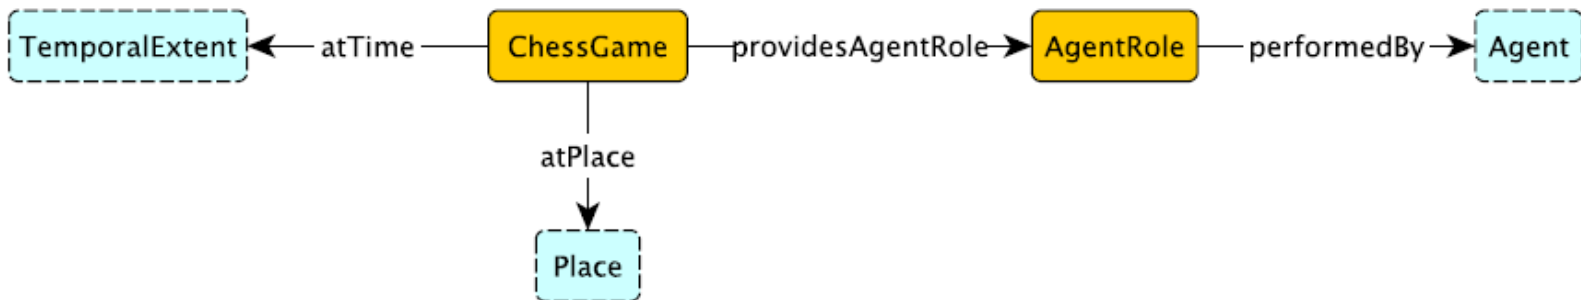 TemporalExtent
atTime
ChessGame
providesAgentRole
AgentRole
performedBy
Agent
atPlace
Place